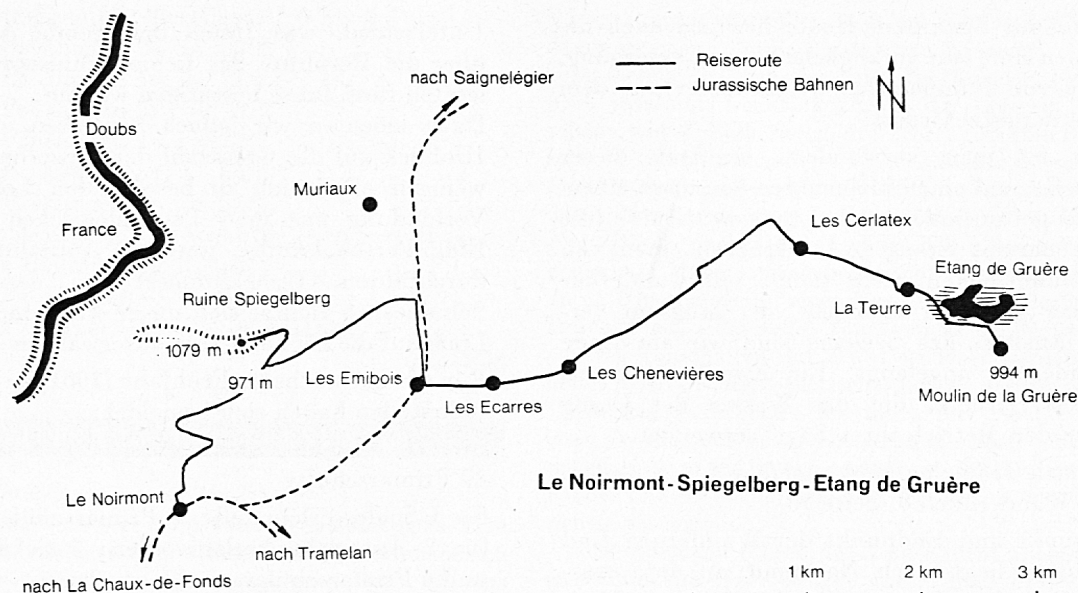 nach Saignelégier
Reiseroute
Jurassische Bahnen
N
Doubs
Muriaux
France
Les Cerlatex
Ruine Spiegelberg
Etang de Gruère
La Teurre
1079 m
971 m
Les Emibois
Les Chenevières
994 m
Les Ecarres
Moulin de la Gruère
Le Noirmont-Spiegelberg-Etang de Gruère
Le Noirmont
nach Tramelan
nach La Chaux-de-Fonds
1 km 2 km 3 km